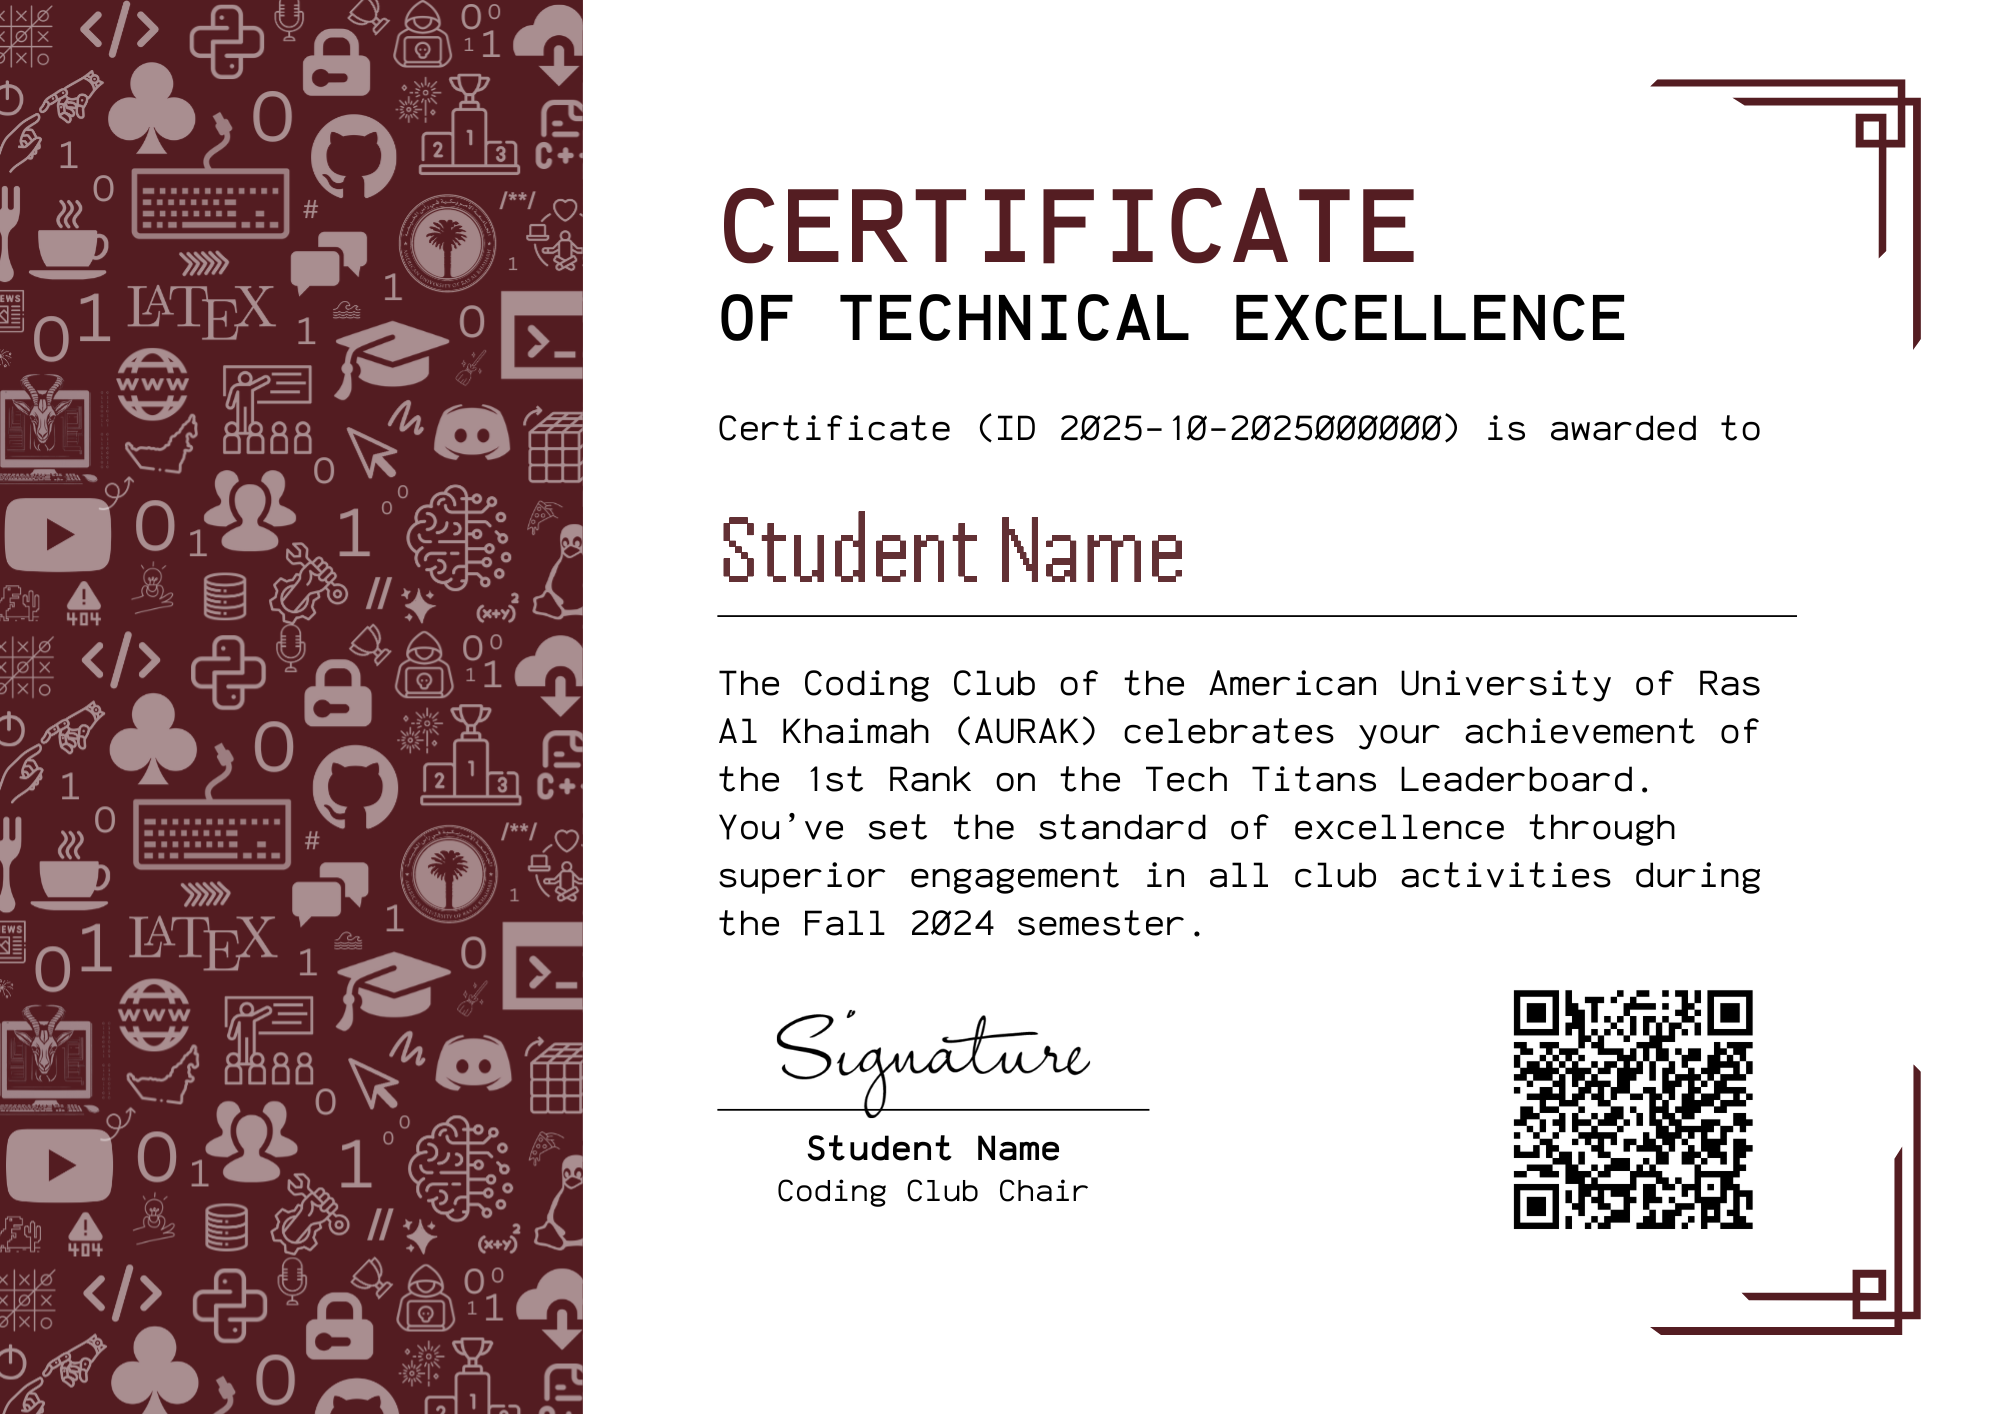 CERTIFICATE
OF TECHNICAL EXCELLENCE
Certificate (ID 2025-10-2025000000) is awarded to
Student Name
The Coding Club of the American University of Ras
Al Khaimah (AURAK) celebrates your achievement of
the 1st Rank on the Tech Titans Leaderboard.
You’ve set the standard of excellence through
superior engagement in all club activities during
the Fall 2024 semester.
Signature
Student Name
Coding Club Chair